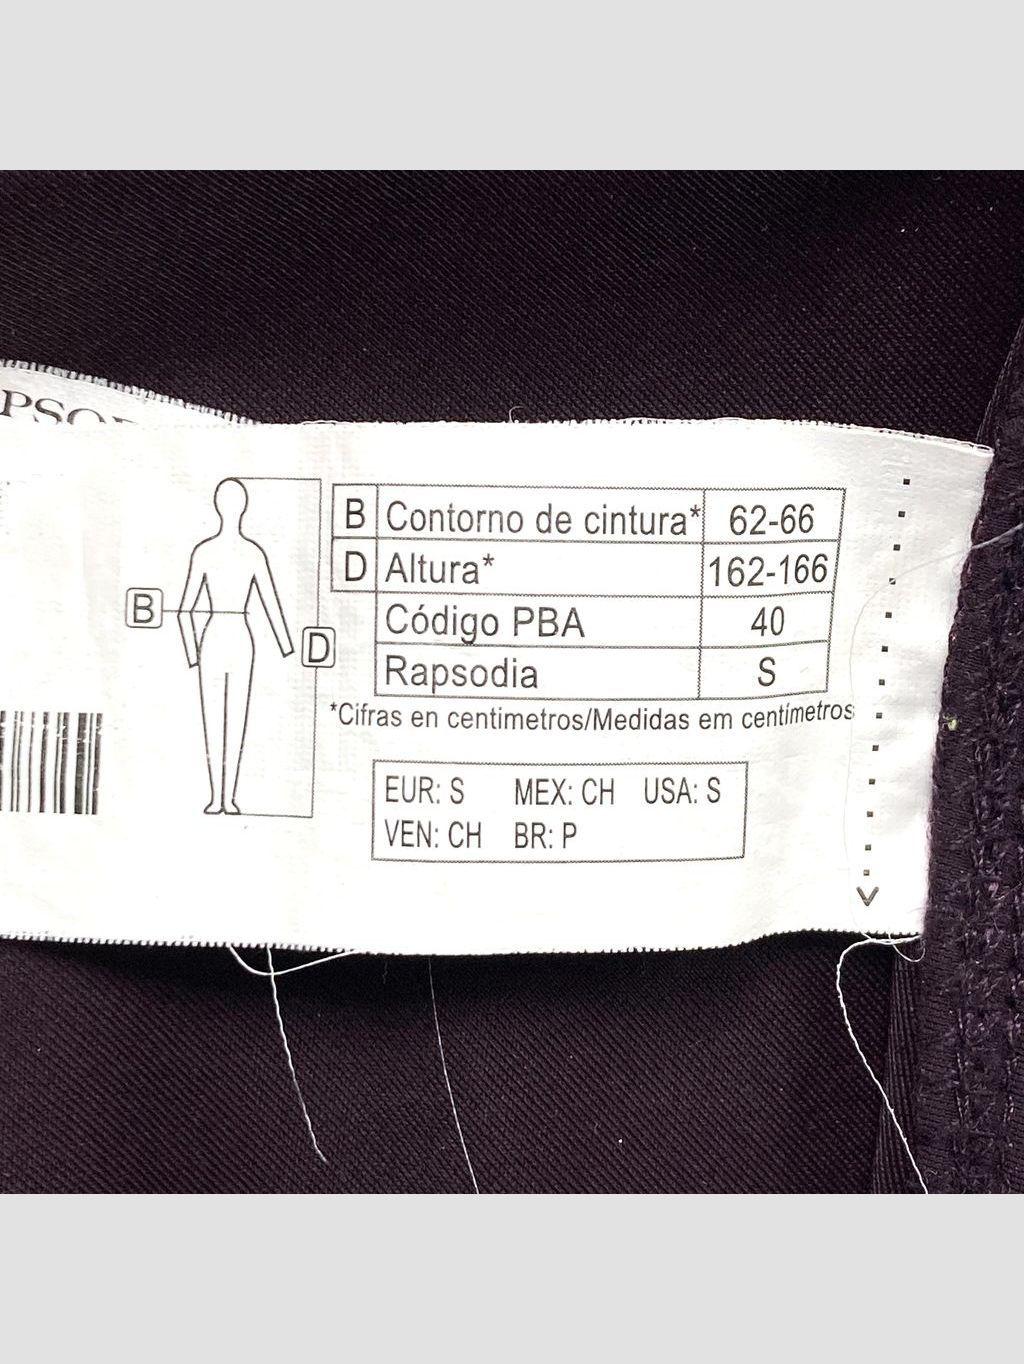 B Contorno de cintura* 62-66
D Altura* 162-166
Código PBA 40
Rapsodia S
*Cifras en centimetros/Medidas em centímetros
B
D
EUR: S MEX: CH USA: S
VEN: CH BR: P